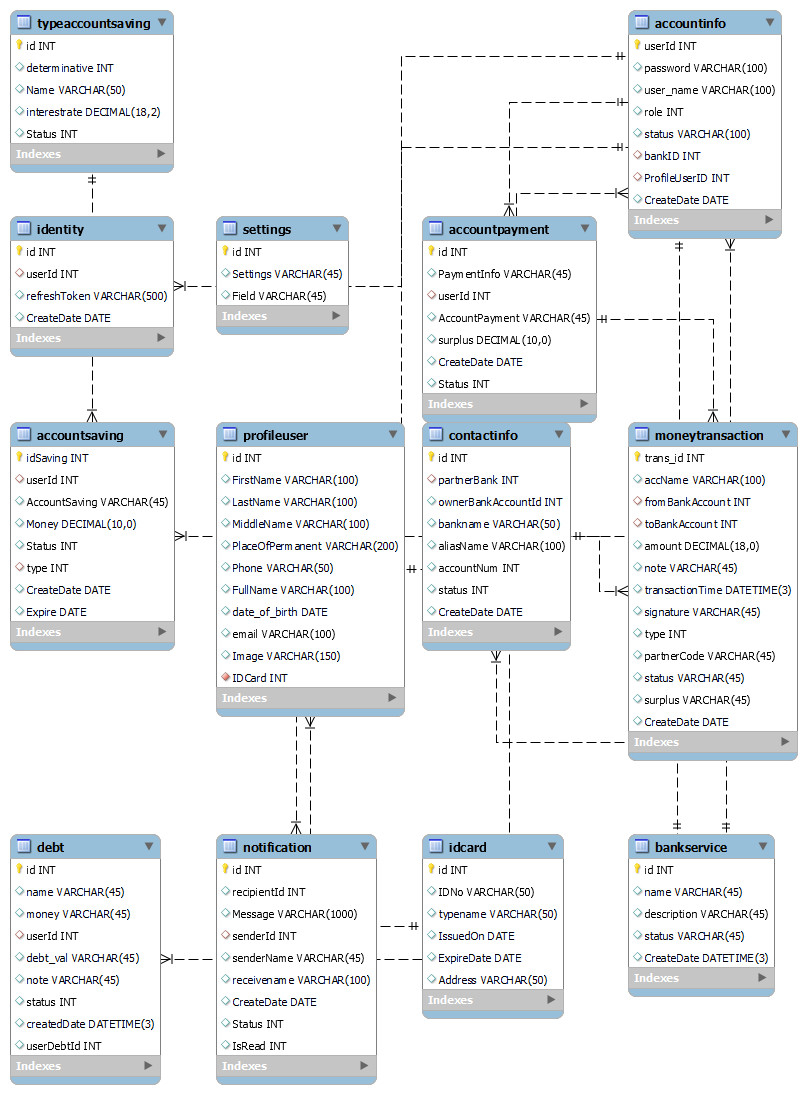 typeaccountsaving
id INT
determinative INT
Name VARCHAR(50)
interestrate DECIMAL(18,2)
Status INT
Indexes
accountinfo
userId INT
password VARCHAR(100)
user_name VARCHAR(100)
role INT
status VARCHAR(100)
bankID INT
ProfileUserID INT
CreateDate DATE
Indexes
identity
id INT
userId INT
refreshToken VARCHAR(500)
CreateDate DATE
Indexes
settings
id INT
Settings VARCHAR(45)
Field VARCHAR(45)
Indexes
accountpayment
id INT
PaymentInfo VARCHAR(45)
userId INT
AccountPayment VARCHAR(45)
surplus DECIMAL(10,0)
CreateDate DATE
Status INT
Indexes
accountsaving
idSaving INT
userId INT
AccountSaving VARCHAR(45)
Money DECIMAL(10,0)
Status INT
type INT
CreateDate DATE
Expire DATE
Indexes
profileuser
id INT
FirstName VARCHAR(100)
LastName VARCHAR(100)
MiddleName VARCHAR(100)
PlaceOfPermanent VARCHAR(200)
Phone VARCHAR(50)
FullName VARCHAR(100)
date_of_birth DATE
email VARCHAR(100)
Image VARCHAR(150)
IDCard INT
Indexes
contactinfo
id INT
partnerBank INT
ownerBankAccountId INT
bankname VARCHAR(50)
aliasName VARCHAR(100)
accountNum INT
status INT
CreateDate DATE
Indexes
moneytransaction
trans_id INT
accName VARCHAR(100)
fromBankAccount INT
toBankAccount INT
amount DECIMAL(18,0)
note VARCHAR(45)
transactionTime DATETIME(3)
signature VARCHAR(45)
type INT
partnerCode VARCHAR(45)
status VARCHAR(45)
surplus VARCHAR(45)
CreateDate DATE
Indexes
debt
id INT
name VARCHAR(45)
money VARCHAR(45)
userId INT
debt_val VARCHAR(45)
note VARCHAR(45)
status INT
createdDate DATETIME(3)
userDebtId INT
Indexes
notification
id INT
recipientId INT
Message VARCHAR(1000)
senderId INT
senderName VARCHAR(45)
receivename VARCHAR(100)
CreateDate DATE
Status INT
IsRead INT
Indexes
idcard
id INT
IDNo VARCHAR(50)
typename VARCHAR(50)
IssuedOn DATE
ExpireDate DATE
Address VARCHAR(50)
Indexes
bankservice
id INT
name VARCHAR(45)
description VARCHAR(45)
status VARCHAR(45)
CreateDate DATETIME(3)
Indexes